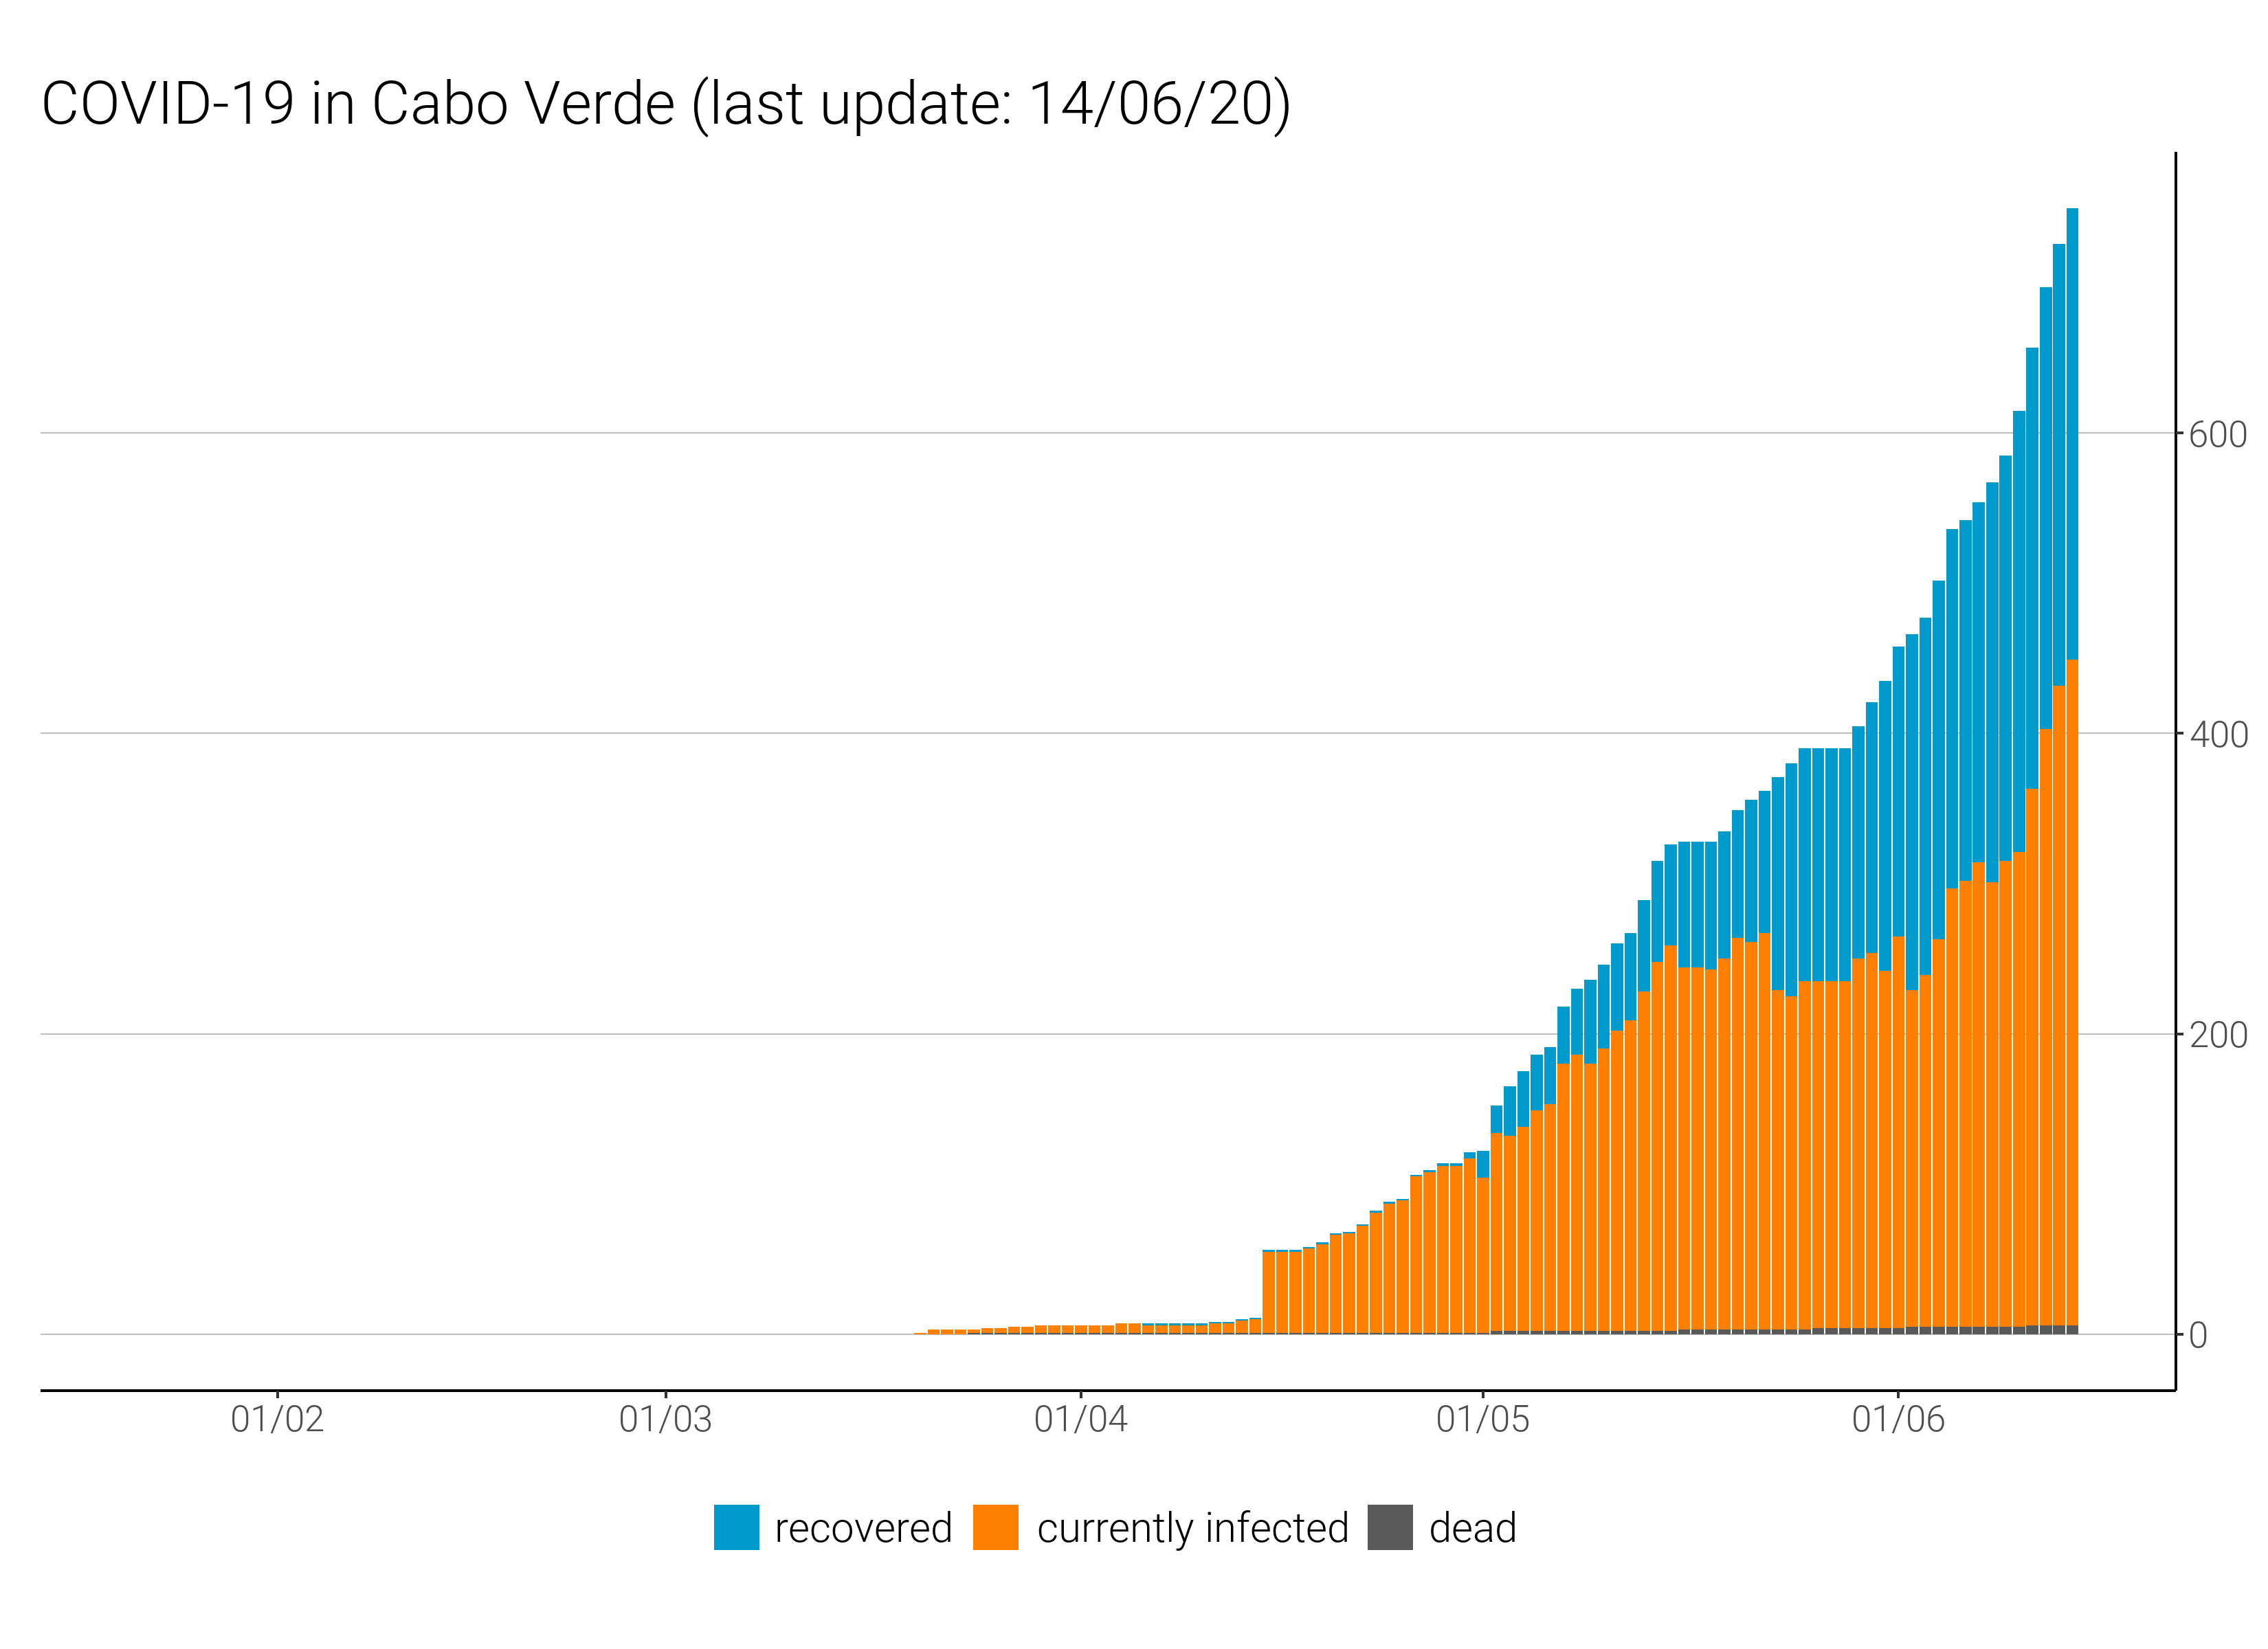 COVID-19 in Cabo Verde (last update: 14/06/20)
600
400
200
0
01/02 01/03 01/04 01/05 01/06
recovered currently infected dead